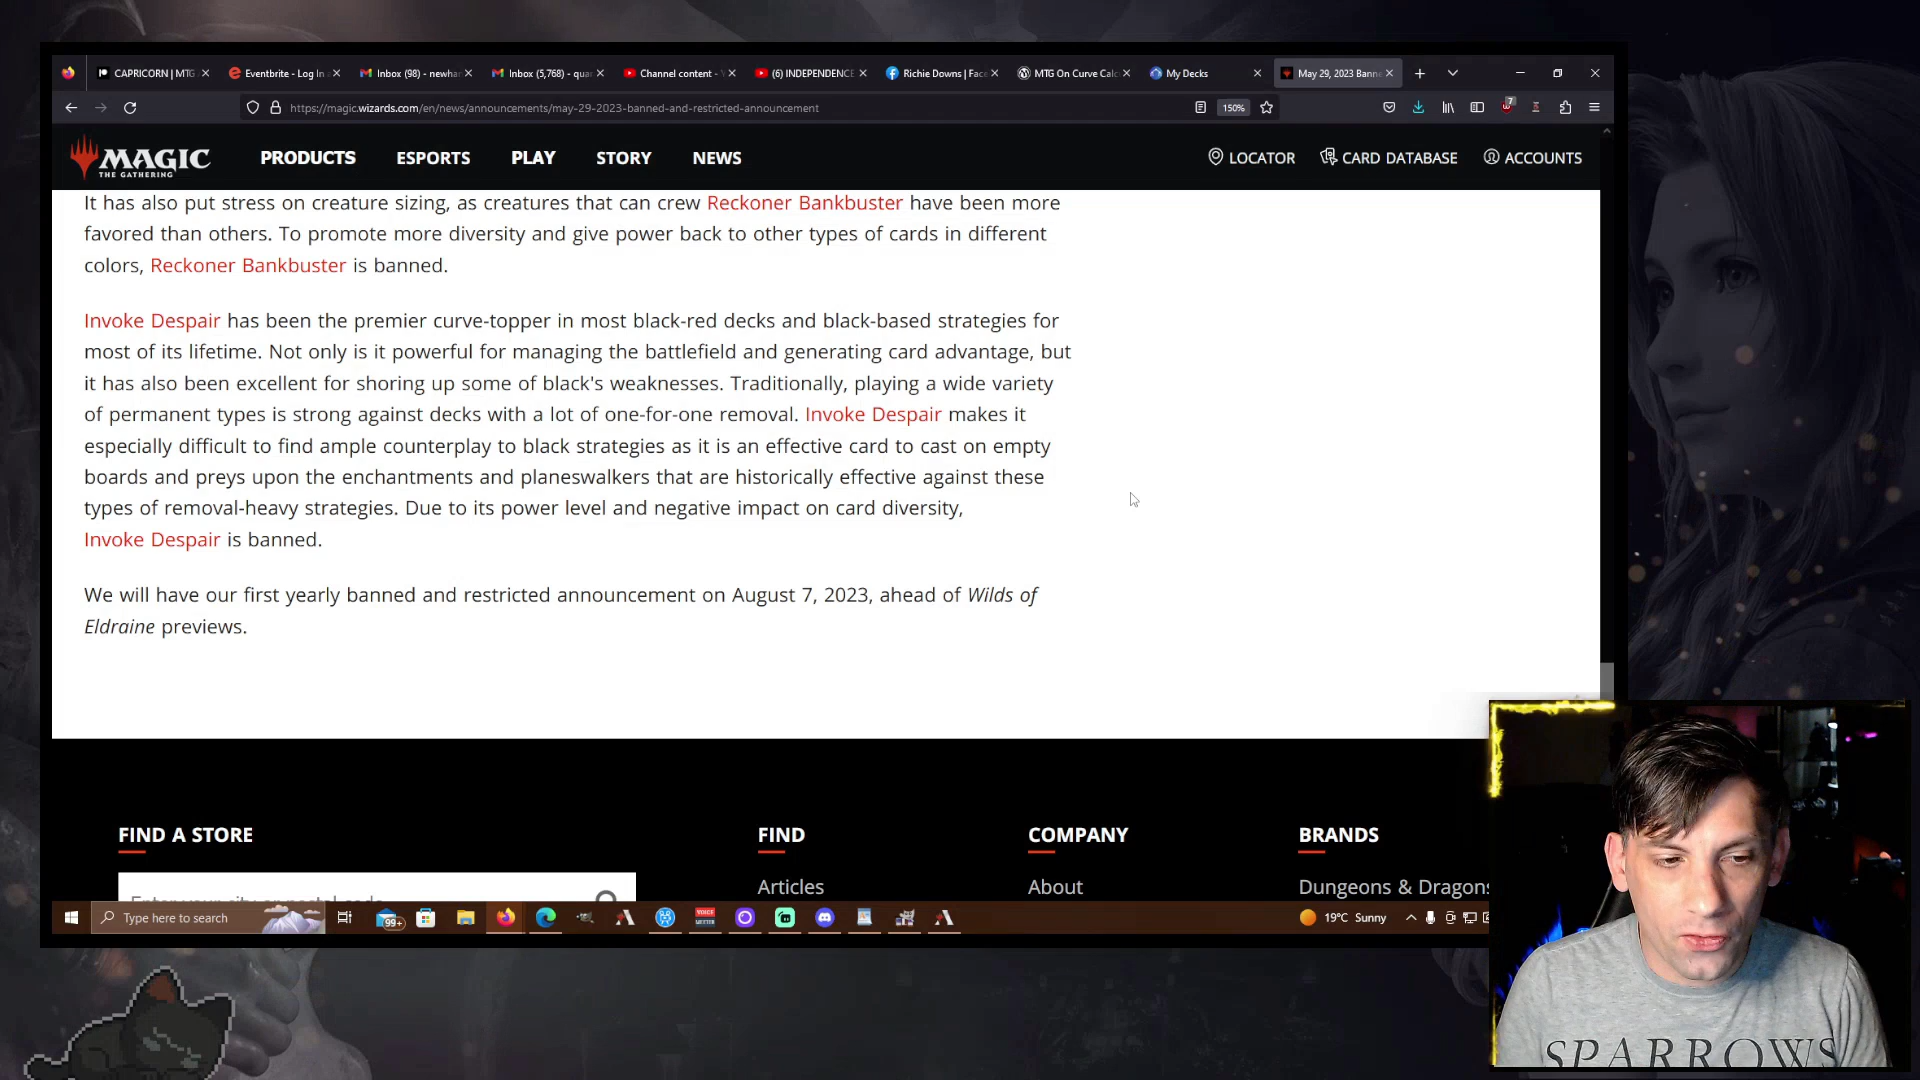 CAPRICORN | MTG
Eventbrite - Log In
Inbox (98) - newhar
Inbox (5,768) - qua
Channel content -
(6) INDEPENDENCE
Richie Downs | Fac
MTG On Curve Calc
My Decks
May 29, 2023 Bann
https://magic.wizards.com/en/news/announcements/may-29-2023-banned-and-restricted-announcement
150%
7
MAGIC
THE GATHERING
PRODUCTS
ESPORTS
PLAY
STORY
NEWS
LOCATOR
CARD DATABASE
ACCOUNTS
It has also put stress on creature sizing, as creatures that can crew Reckoner Bankbuster have been more
favored than others. To promote more diversity and give power back to other types of cards in different
colors, Reckoner Bankbuster is banned.
Invoke Despair has been the premier curve-topper in most black-red decks and black-based strategies for
most of its lifetime. Not only is it powerful for managing the battlefield and generating card advantage, but
it has also been excellent for shoring up some of black's weaknesses. Traditionally, playing a wide variety
of permanent types is strong against decks with a lot of one-for-one removal. Invoke Despair makes it
especially difficult to find ample counterplay to black strategies as it is an effective card to cast on empty
boards and preys upon the enchantments and planeswalkers that are historically effective against these
types of removal-heavy strategies. Due to its power level and negative impact on card diversity,
Invoke Despair is banned.
We will have our first yearly banned and restricted announcement on August 7, 2023, ahead of Wilds of
Eldraine previews.
FIND A STORE
FIND
COMPANY
BRANDS
Articles
About
Dungeons & Dragons
Type here to search
99+
VOICE
MEETER
19°C Sunny
SPARROWS